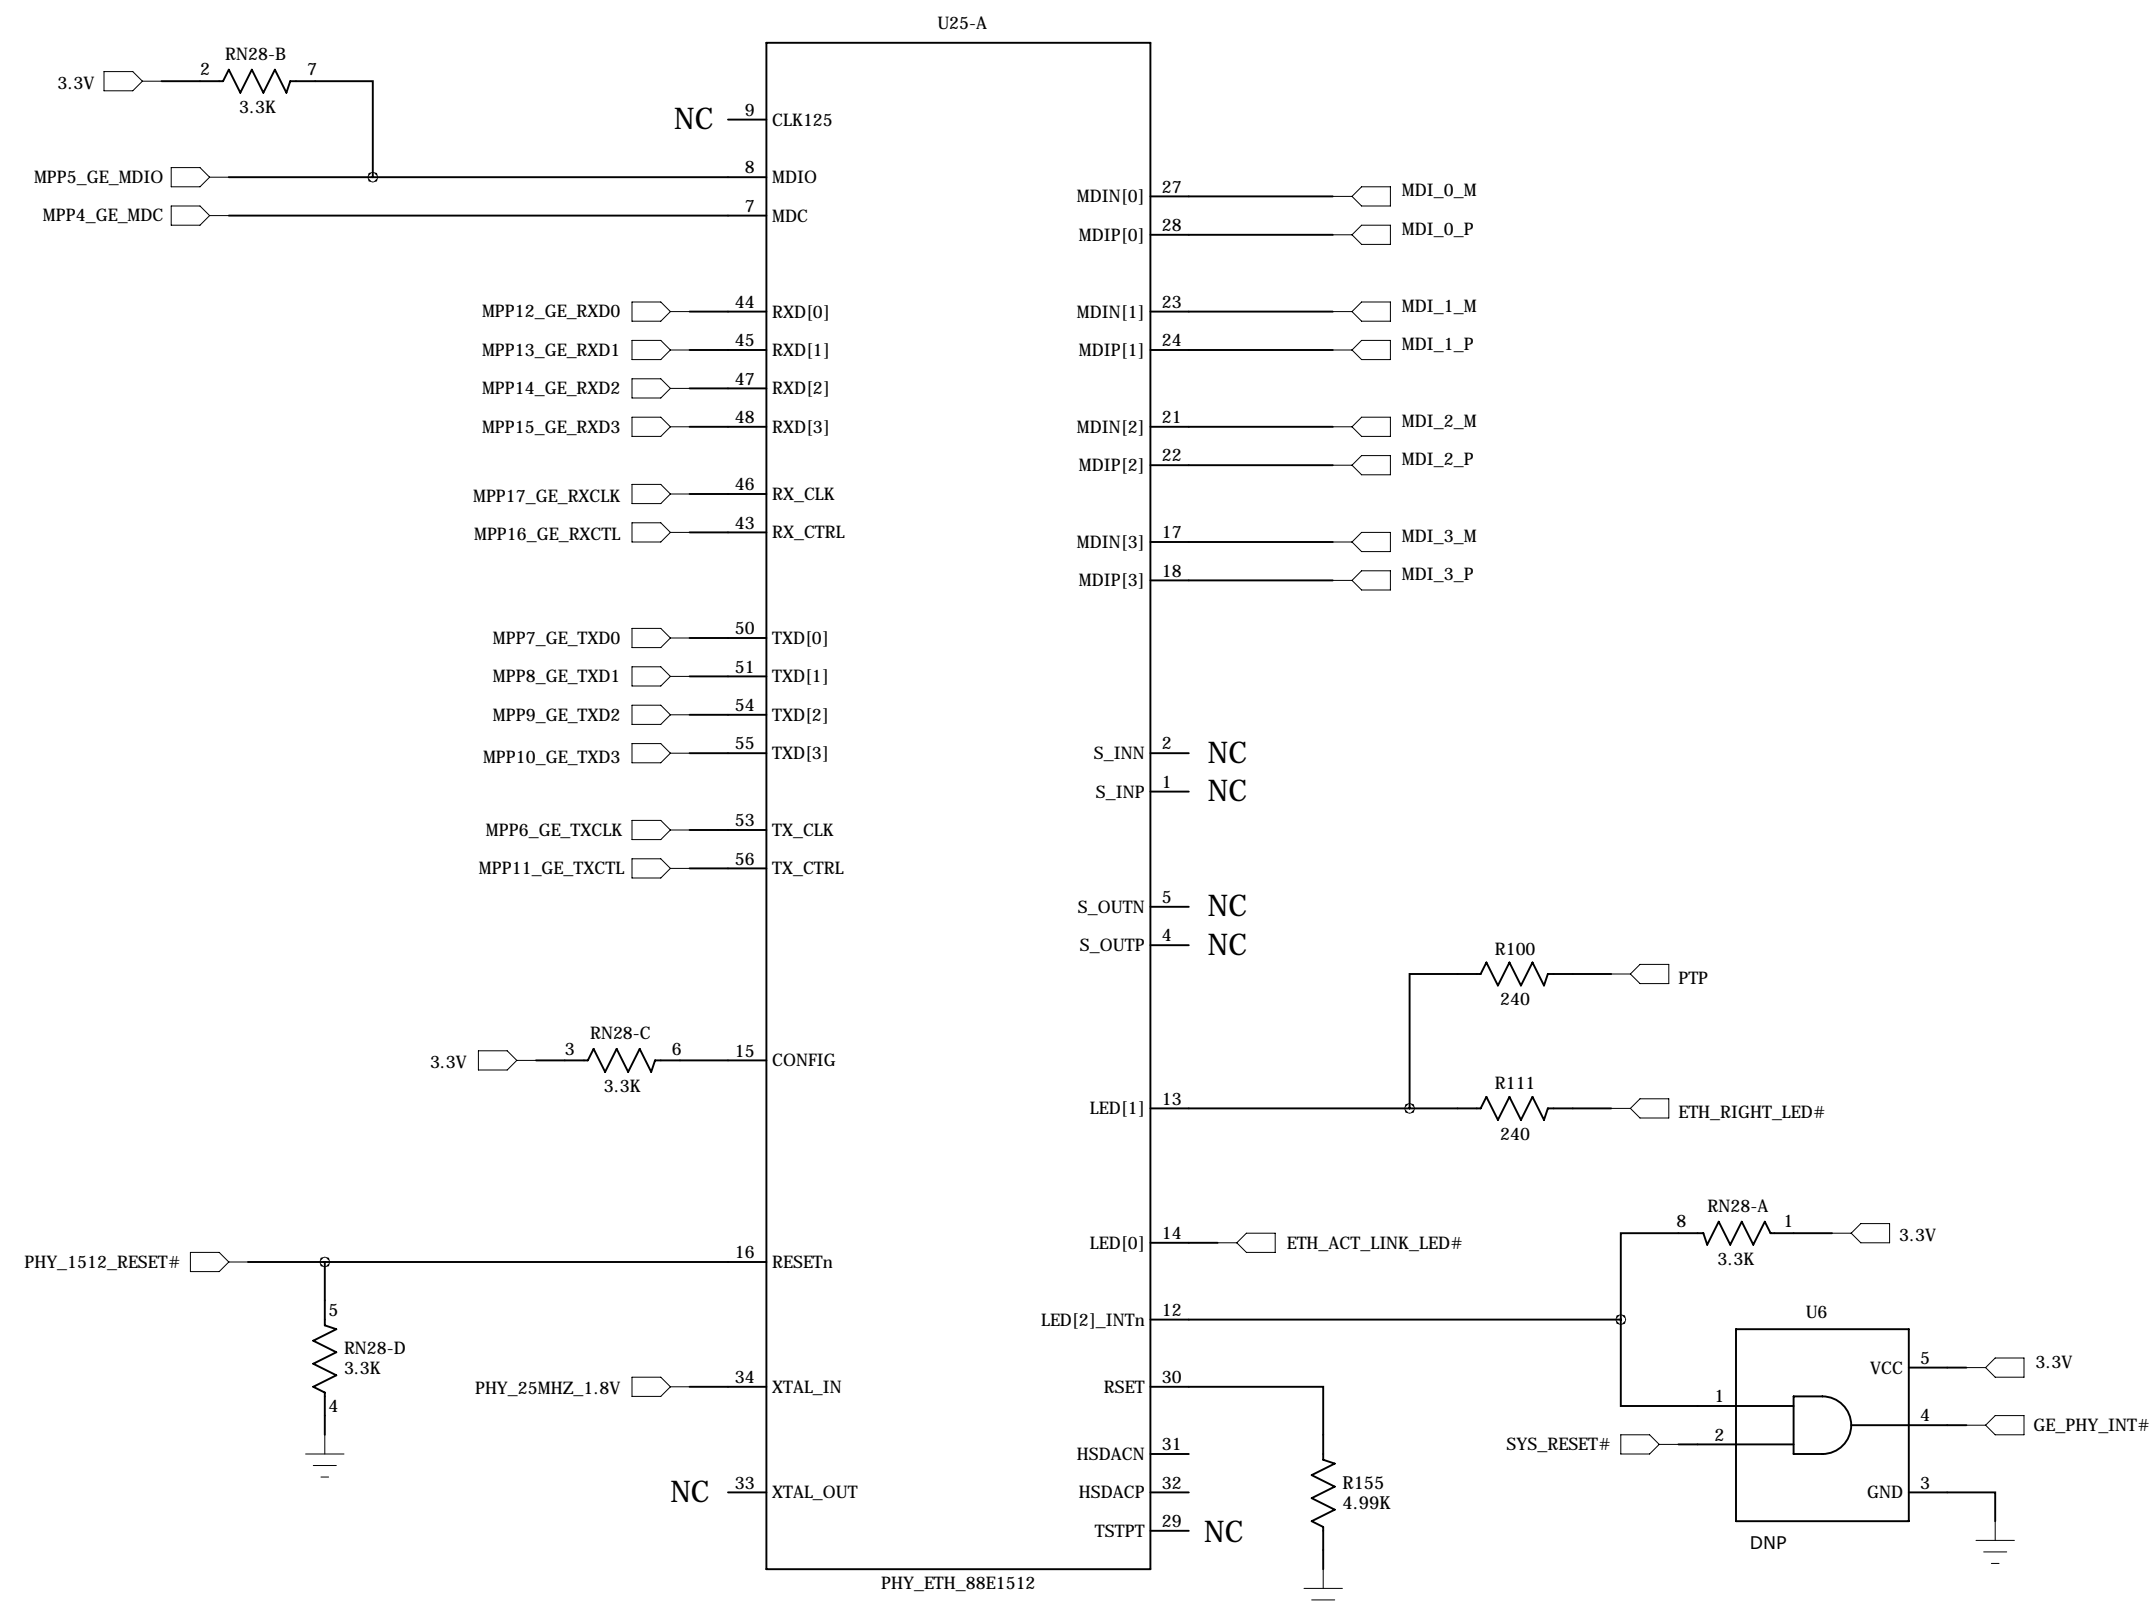 U25-A
RN28-B
2
7
3.3V
3.3K
NC
9
CLK125
MPP5_GE_MDIO
8
MDIO
MPP4_GE_MDC
7
MDC
MPP12_GE_RXD0
44
RXD[0]
MPP13_GE_RXD1
45
RXD[1]
MPP14_GE_RXD2
47
RXD[2]
MPP15_GE_RXD3
48
RXD[3]
MPP17_GE_RXCLK
46
RX_CLK
MPP16_GE_RXCTL
43
RX_CTRL
MPP7_GE_TXD0
50
TXD[0]
MPP8_GE_TXD1
51
TXD[1]
MPP9_GE_TXD2
54
TXD[2]
MPP10_GE_TXD3
55
TXD[3]
MPP6_GE_TXCLK
53
TX_CLK
MPP11_GE_TXCTL
56
TX_CTRL
RN28-C
3.3V
3
6
3.3K
15
CONFIG
PHY_1512_RESET#
16
RESETn
5
RN28-D
3.3K
4
PHY_25MHZ_1.8V
34
XTAL_IN
NC
33
XTAL_OUT
MDIN[0]
27
MDI_0_M
MDIP[0]
28
MDI_0_P
MDIN[1]
23
MDI_1_M
MDIP[1]
24
MDI_1_P
MDIN[2]
21
MDI_2_M
MDIP[2]
22
MDI_2_P
MDIN[3]
17
MDI_3_M
MDIP[3]
18
MDI_3_P
S_INN
2
NC
S_INP
1
NC
S_OUTN
5
NC
S_OUTP
4
NC
R100
240
PTP
LED[1]
13
R111
240
ETH_RIGHT_LED#
LED[0]
14
ETH_ACT_LINK_LED#
RN28-A
8
1
3.3K
3.3V
LED[2]_INTn
12
U6
VCC
5
3.3V
1
4
GE_PHY_INT#
SYS_RESET#
2
GND
3
DNP
RSET
30
R155
4.99K
HSDACN
31
HSDACP
32
TSTPT
29
NC
PHY_ETH_88E1512